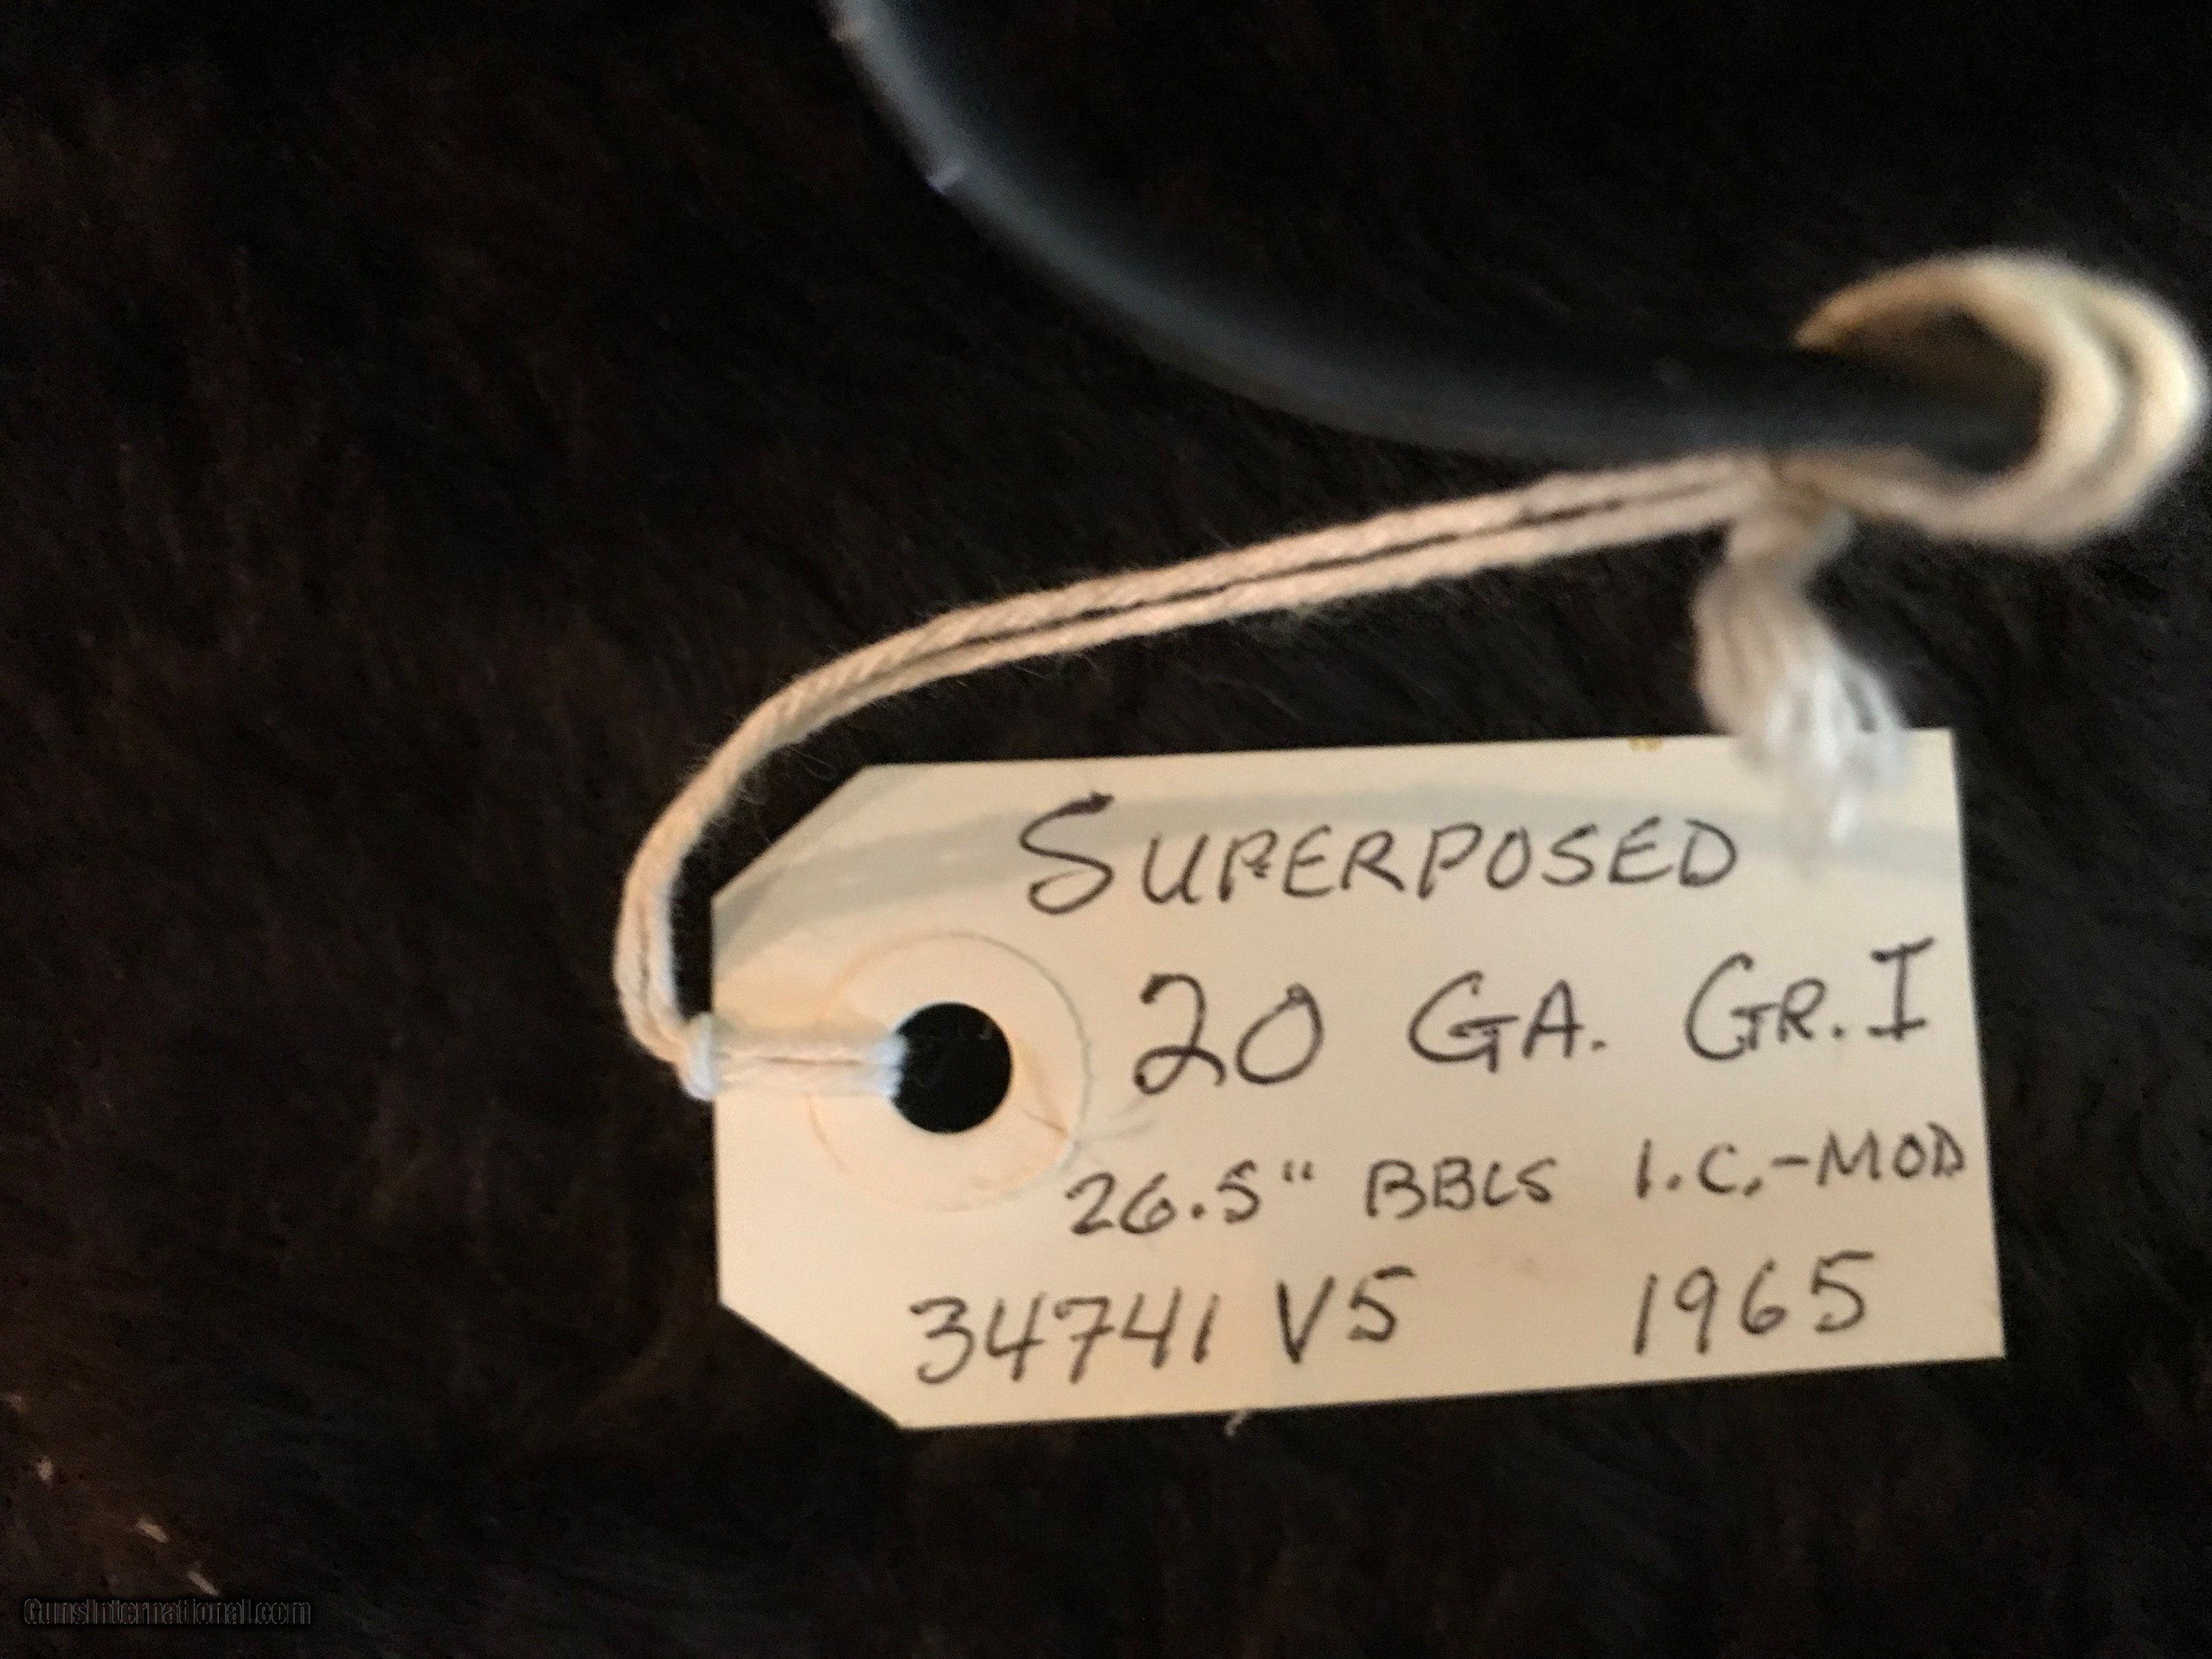 SUPERPOSED
20 GA. GR. I
26.5" BBLS I.C.-MOD
34741 V5 1965
GunsInternational.com